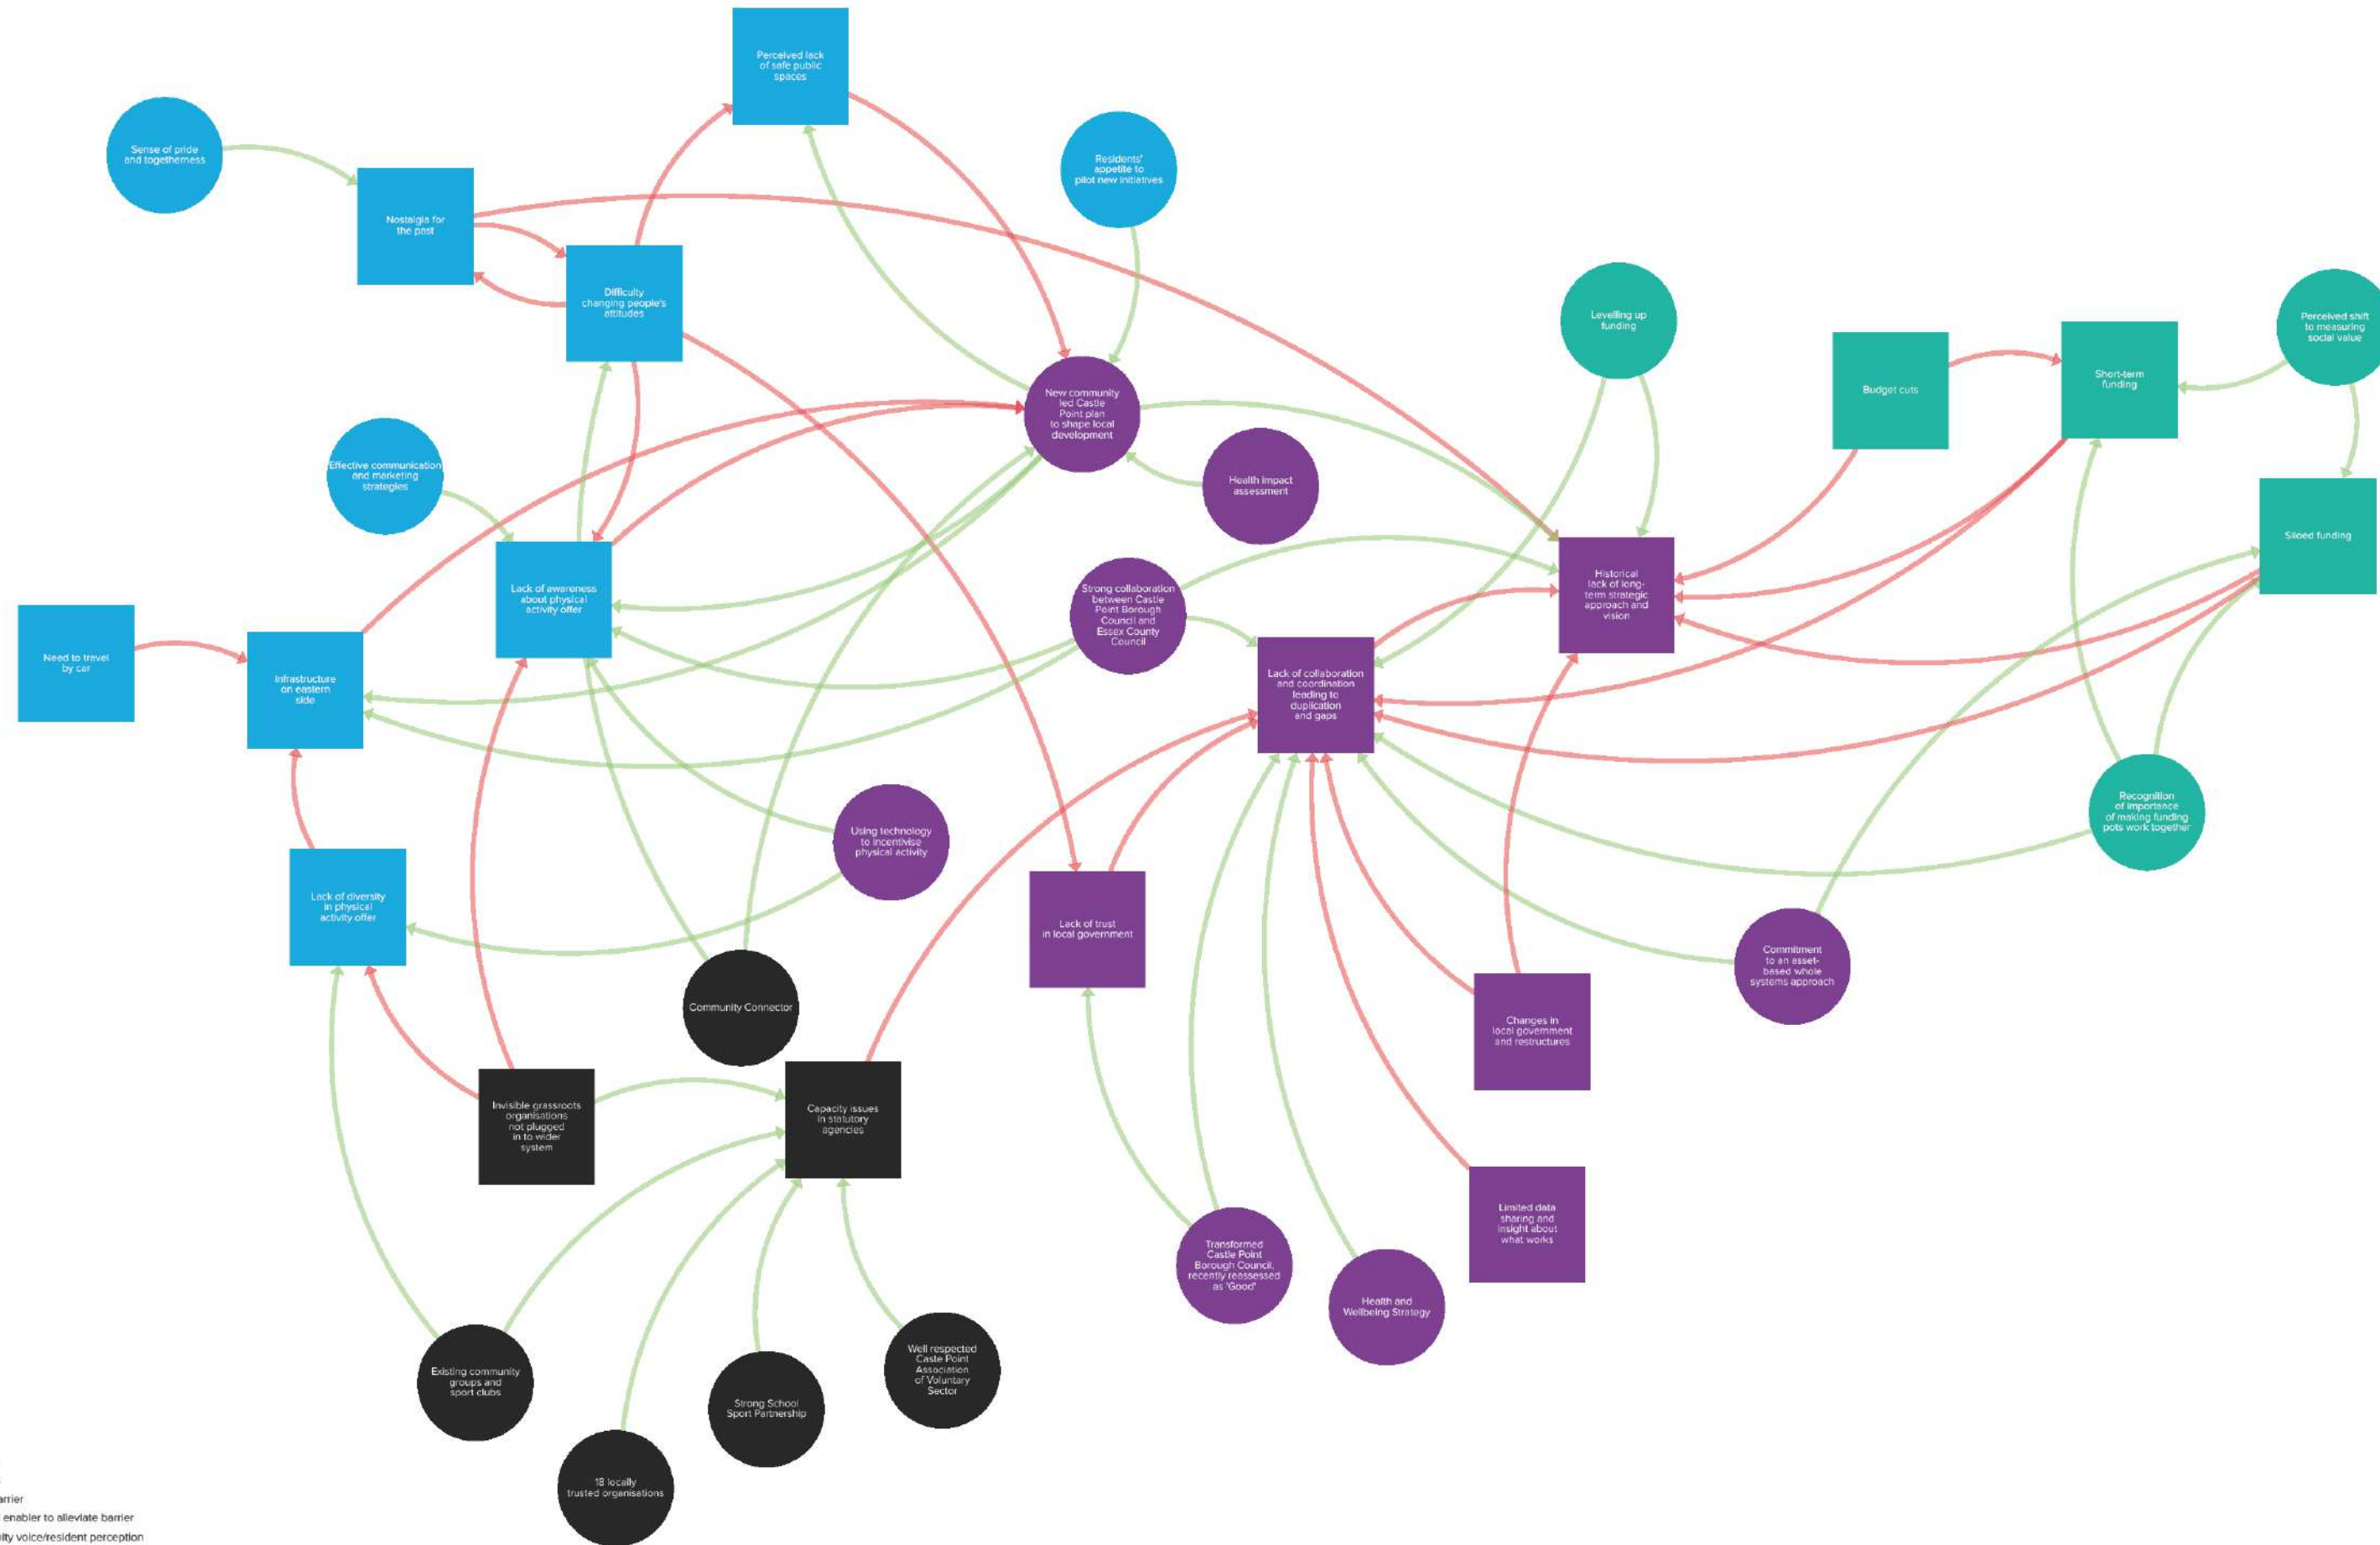 Perceived lack
of safe public
spaces
Sense of pride
and togetherness
Residents'
appetite to
pilot new initiatives
Nostalgia for
the past
Difficulty
changing people's
attitudes
Levelling up
funding
Perceived shift
to measuring
social value
Budget cuts
Short-term
funding
New community
led Castle
Point plan
to shape local
development
Effective communication
and marketing
strategies
Health impact
assessment
Siloed funding
Lack of awareness
about physical
activity offer
Strong collaboration
between Castle
Point Borough
Council and
Essex County
Council
Historical
lack of long-
term strategic
approach and
vision
Need to travel
by car
Infrastructure
on eastern
side
Lack of collaboration
and coordination
leading to
duplication
and gaps
Using technology
to incentivise
physical activity
Recognition
of importance
of making funding
pots work together
Lack of diversity
in physical
activity offer
Lack of trust
in local government
Commitment
to an asset-
based whole
systems approach
Community Connector
Changes in
local government
and restructures
Invisible grassroots
organisations
not plugged
in to wider
system
Capacity issues
in statutory
agencies
Limited data
sharing and
insight about
what works
Transformed
Castle Point
Borough Council,
recently reassessed
as 'Good'
Health and
Wellbeing Strategy
Existing community
groups and
sport clubs
Strong School
Sport Partnership
Well respected
Caste Point
Association
of Voluntary
Sector
18 locally
trusted organisations
arrier
enabler to alleviate barrier
ity voice/resident perception